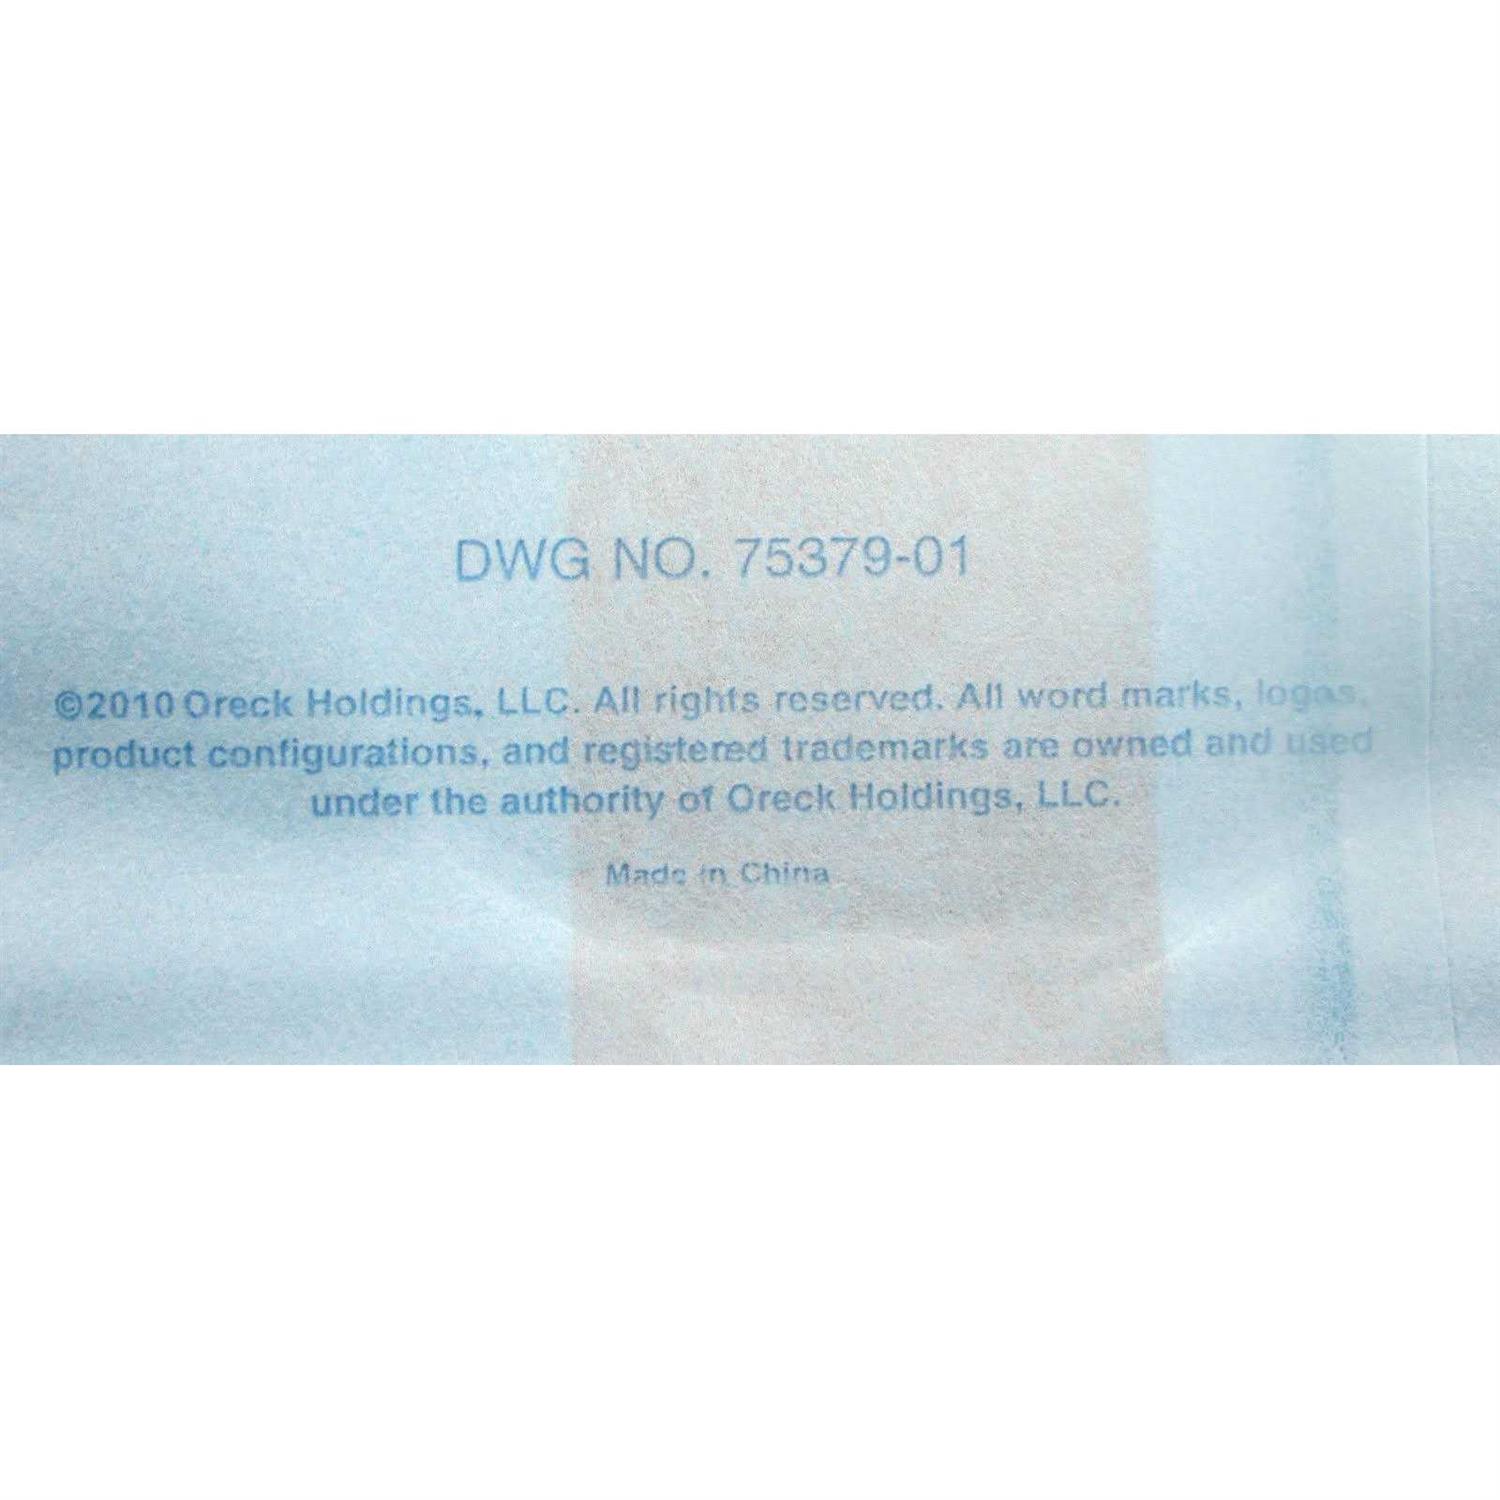 DWG NO. 75379-01
©2010 Oreck Holdings, LLC. All rights reserved. All word marks, logos,
product configurations, and registered trademarks are owned and used
under the authority of Oreck Holdings, LLC.
Made in China